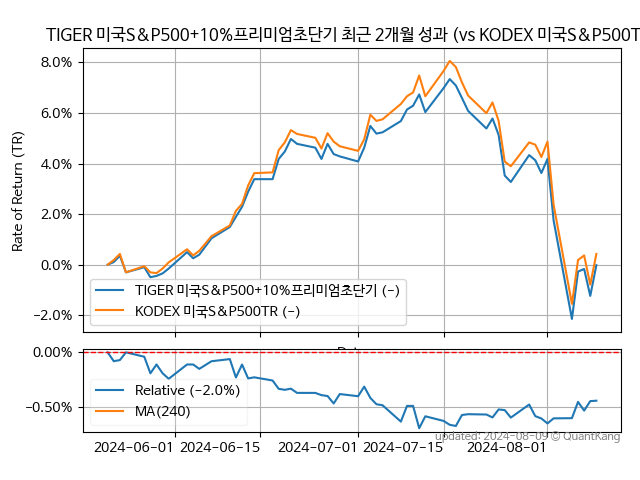 TIGER 미국S&P500+10%프리미엄초단기 최근 2개월 성과 (vs KODEX 미국S&P500T
8.0%
6.0%
4.0%
2.0%
0.0%
−2.0%
Rate of Return (TR)
TIGER 미국S&P500+10%프리미엄초단기 (-)
KODEX 미국S&P500TR (-)
0.00%
−0.50%
Relative (−2.0%)
MA(240)
2024-06-01
2024-06-15
2024-07-01
2024-07-15
2024-08-01
updated: 2024-08-09 © QuantKang